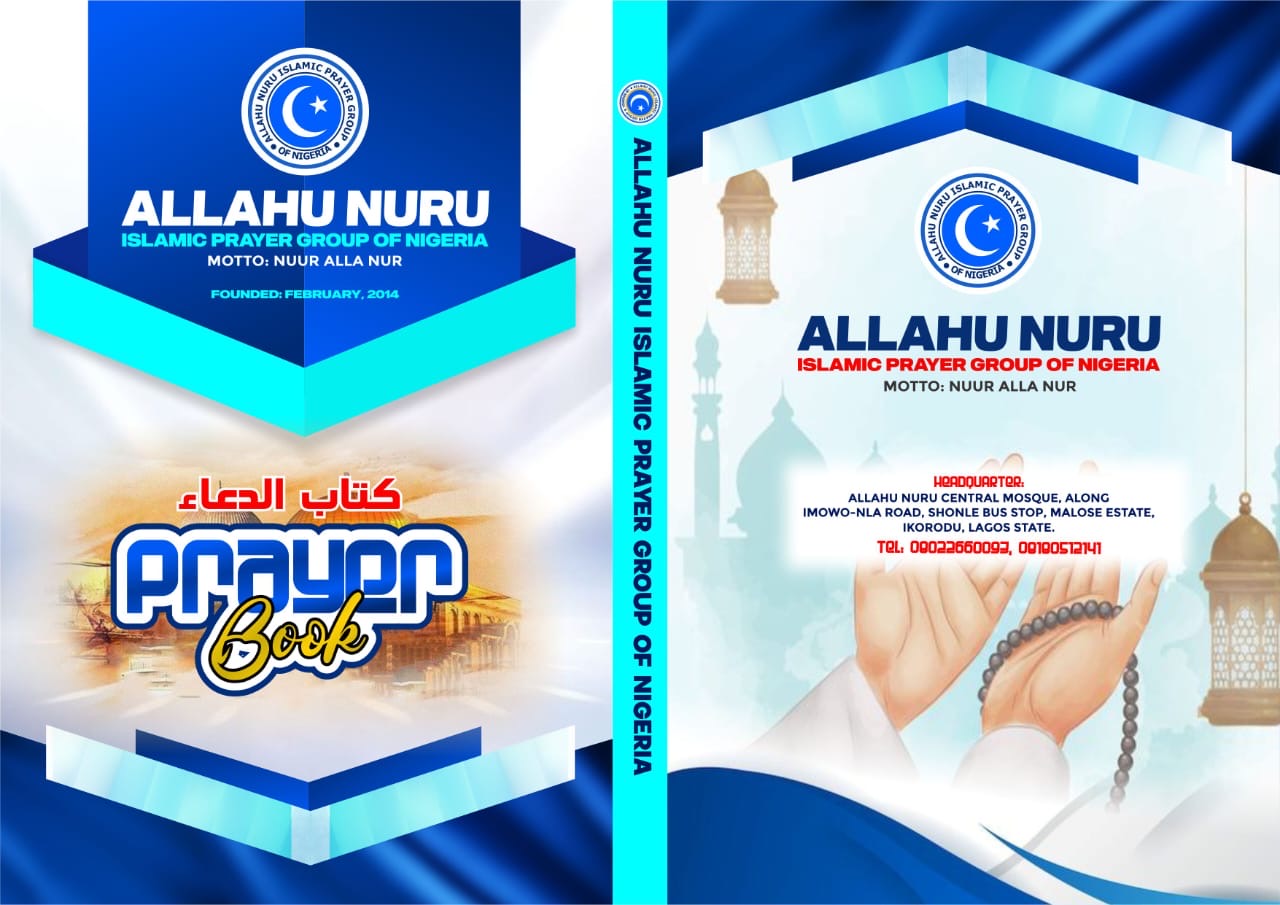 ALLAHU NURU ISLAMIC PRAYER GROUP
• OF NIGERIA •
ALLAHU NURU
ISLAMIC PRAYER GROUP OF NIGERIA
MOTTO: NUUR ALLA NUR
FOUNDED: FEBRUARY, 2014
كتاب الدعاء
Prayer
Book
ALLAHU NURU ISLAMIC PRAYER GROUP OF NIGERIA
ALLAHU NURU ISLAMIC PRAYER GROUP
• OF NIGERIA •
ALLAHU NURU
ISLAMIC PRAYER GROUP OF NIGERIA
MOTTO: NUUR ALLA NUR
HEADQUARTER:
ALLAHU NURU CENTRAL MOSQUE, ALONG
IMOWO-NLA ROAD, SHONLE BUS STOP, MALOSE ESTATE,
IKORODU, LAGOS STATE.
TEL: 08022660093, 08180512141